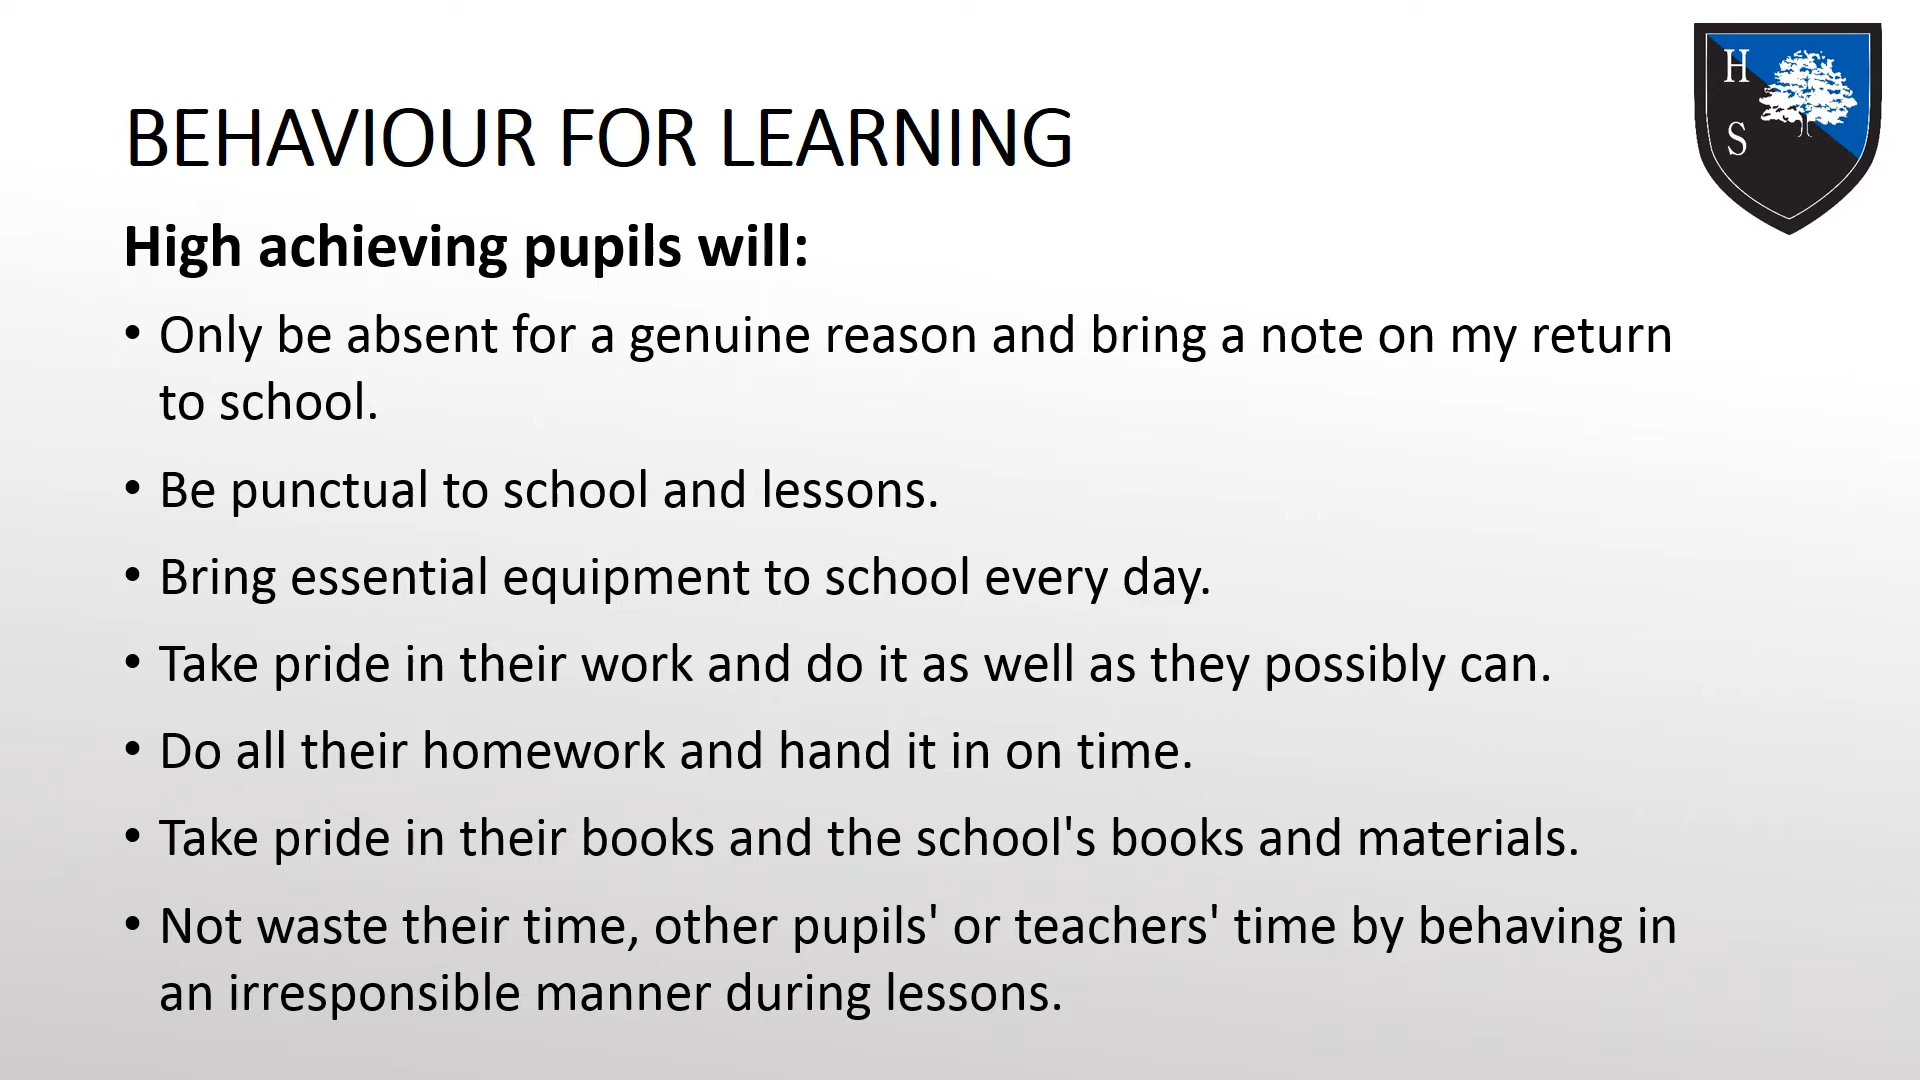 H
S
BEHAVIOUR FOR LEARNING
High achieving pupils will:
• Only be absent for a genuine reason and bring a note on my return
to school.
• Be punctual to school and lessons.
• Bring essential equipment to school every day.
• Take pride in their work and do it as well as they possibly can.
• Do all their homework and hand it in on time.
• Take pride in their books and the school's books and materials.
• Not waste their time, other pupils' or teachers' time by behaving in
an irresponsible manner during lessons.